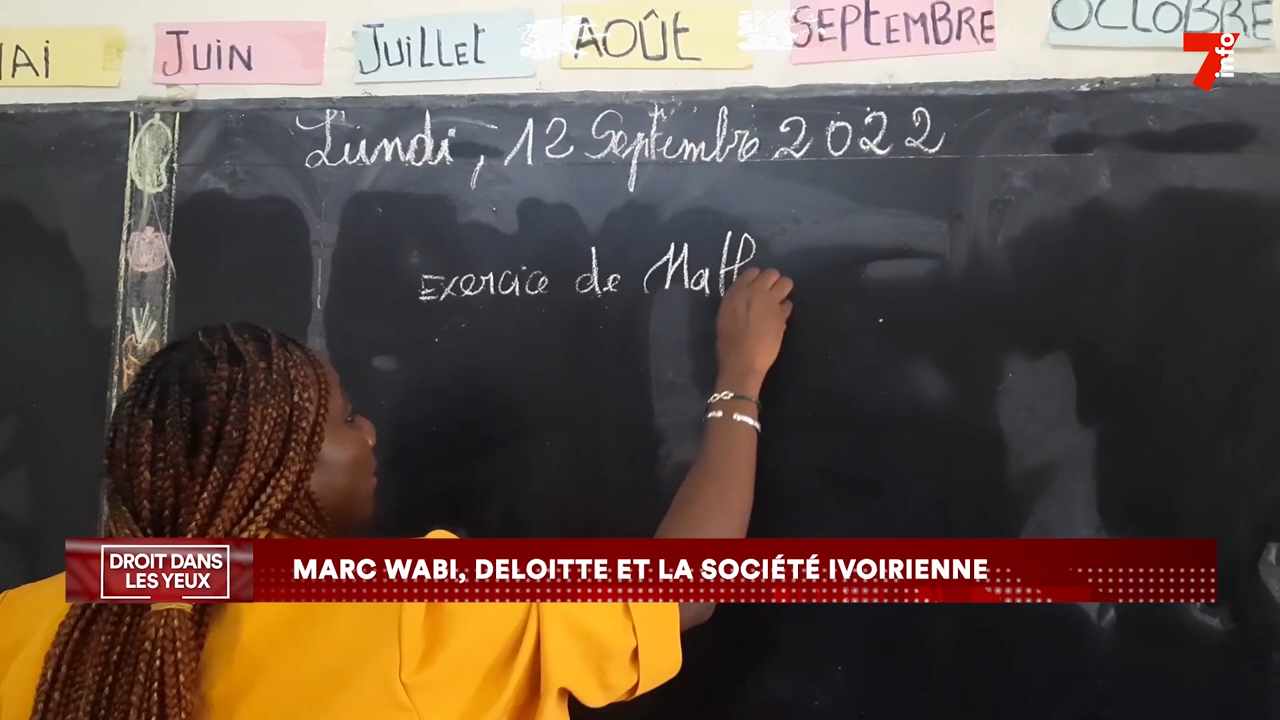 MAI JUIN JUILLET AOÛT SEPTEMBRE OCTOBRE
7info
Lundi, 12 Septembre 2022
Exercice de Math
DROIT DANS
LES YEUX
MARC WABI, DELOITTE ET LA SOCIÉTÉ IVOIRIENNE